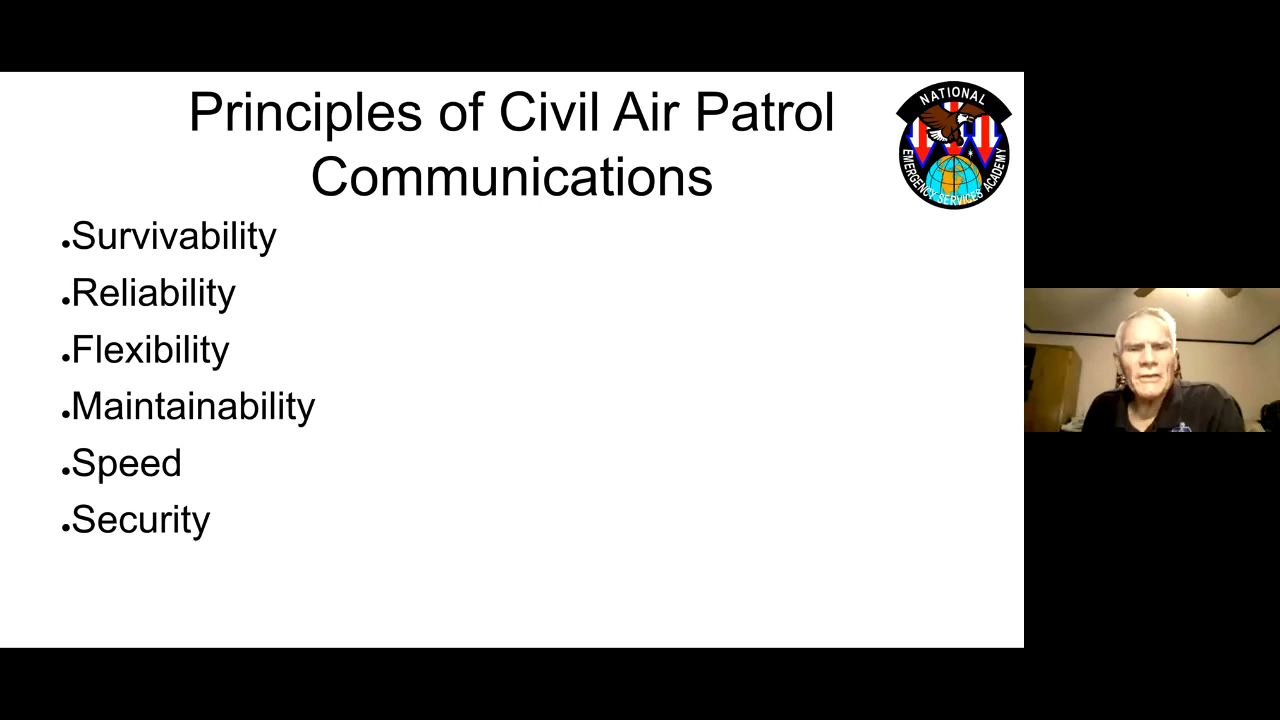 Principles of Civil Air Patrol
Communications
NATIONAL
EMERGENCY SERVICES ACADEMY
•Survivability
•Reliability
•Flexibility
•Maintainability
•Speed
•Security